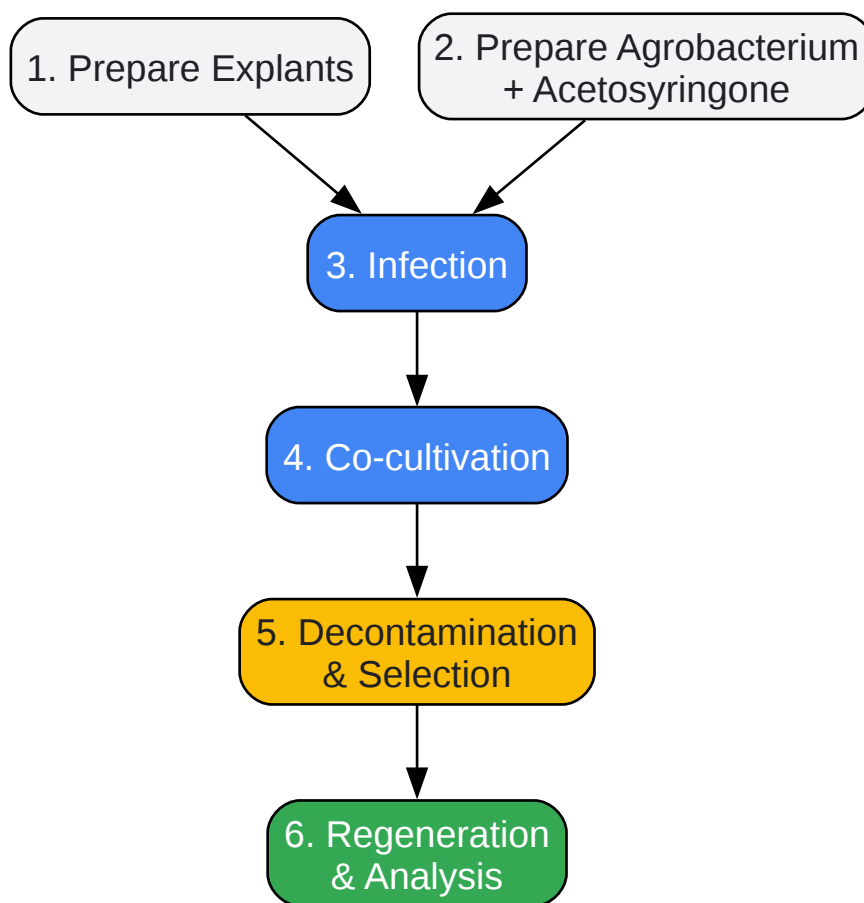 1. Prepare Explants
2. Prepare Agrobacterium
+ Acetosyringone
3. Infection
4. Co-cultivation
5. Decontamination
& Selection
6. Regeneration
& Analysis